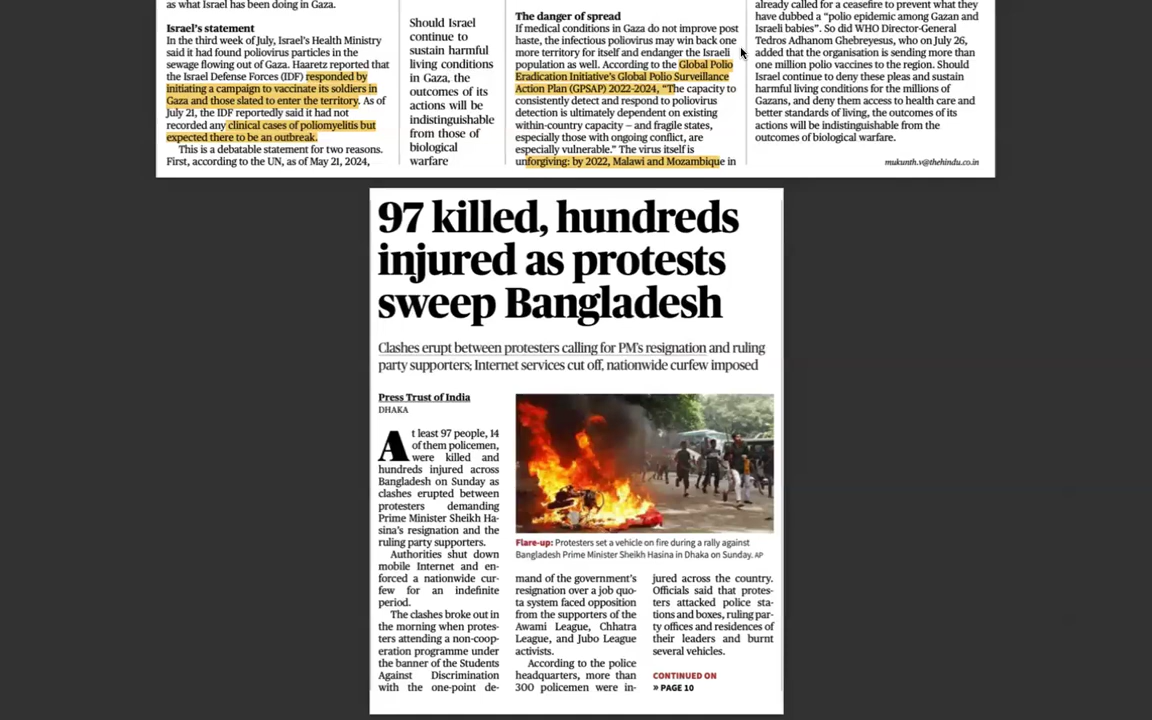 as what Israel has been doing in Gaza.
Israel's statement
In the third week of July, Israel's Health Ministry
said it had found poliovirus particles in the
sewage flowing out of Gaza. Haaretz reported that
the Israel Defense Forces (IDF) responded by
initiating a campaign to vaccinate its soldiers in
Gaza and those slated to enter the territory. As of
July 21, the IDF reportedly said it had not
recorded any clinical cases of poliomyelitis but
expected there to be an outbreak.
This is a debatable statement for two reasons.
First, according to the UN, as of May 21, 2024,
Should Israel
continue to
sustain harmful
living conditions
in Gaza, the
outcomes of its
actions will be
indistinguishable
from those of
biological
warfare
The danger of spread
If medical conditions in Gaza do not improve post
haste, the infectious poliovirus may win back one
more territory for itself and endanger the Israeli
population as well. According to the Global Polio
Eradication Initiative's Global Polio Surveillance
Action Plan (GPSAP) 2022-2024, “The capacity to
consistently detect and respond to poliovirus
detection is ultimately dependent on existing
within-country capacity – and fragile states,
especially those with ongoing conflict, are
especially vulnerable.” The virus itself is
unforgiving: by 2022, Malawi and Mozambique in
already called for a ceasefire to prevent what they
have dubbed a “polio epidemic among Gazan and
Israeli babies”. So did WHO Director-General
Tedros Adhanom Ghebreyesus, who on July 26,
added that the organisation is sending more than
one million polio vaccines to the region. Should
Israel continue to deny these pleas and sustain
harmful living conditions for the millions of
Gazans, and deny them access to health care and
better standards of living, the outcomes of its
actions will be indistinguishable from the
outcomes of biological warfare.
mukunth.v@thehindu.co.in
97 killed, hundreds
injured as protests
sweep Bangladesh
Clashes erupt between protesters calling for PM's resignation and ruling
party supporters; Internet services cut off, nationwide curfew imposed
Press Trust of India
DHAKA
At least 97 people, 14
of them policemen,
were killed and
hundreds injured across
Bangladesh on Sunday as
clashes erupted between
protesters demanding
Prime Minister Sheikh Ha-
sina's resignation and the
ruling party supporters.
Authorities shut down
mobile Internet and en-
forced a nationwide cur-
few for an indefinite
period.
The clashes broke out in
the morning when protes-
ters attending a non-coop-
eration programme under
the banner of the Students
Against Discrimination
with the one-point de-
Flare-up: Protesters set a vehicle on fire during a rally against
Bangladesh Prime Minister Sheikh Hasina in Dhaka on Sunday. AP
mand of the government's
resignation over a job quo-
ta system faced opposition
from the supporters of the
Awami League, Chhatra
League, and Jubo League
activists.
According to the police
headquarters, more than
300 policemen were in-
jured across the country.
Officials said that protes-
ters attacked police sta-
tions and boxes, ruling par-
ty offices and residences of
their leaders and burnt
several vehicles.
CONTINUED ON
» PAGE 10